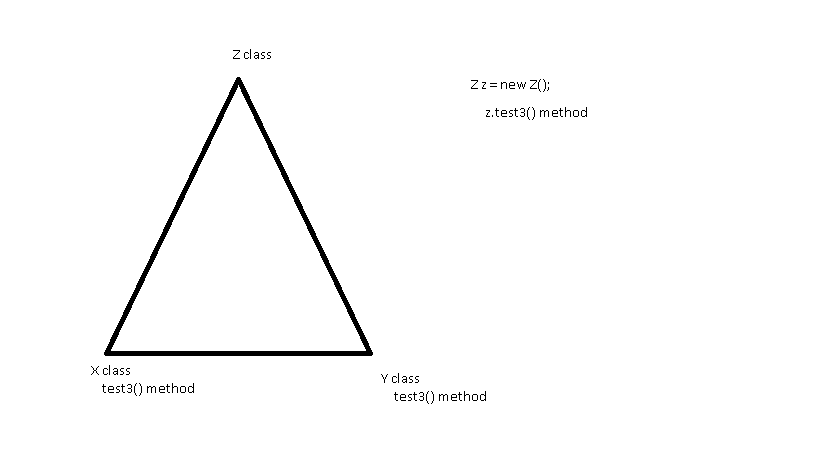 Z class
Z z = new Z();
z.test3() method
X class
test3() method
Y class
test3() method